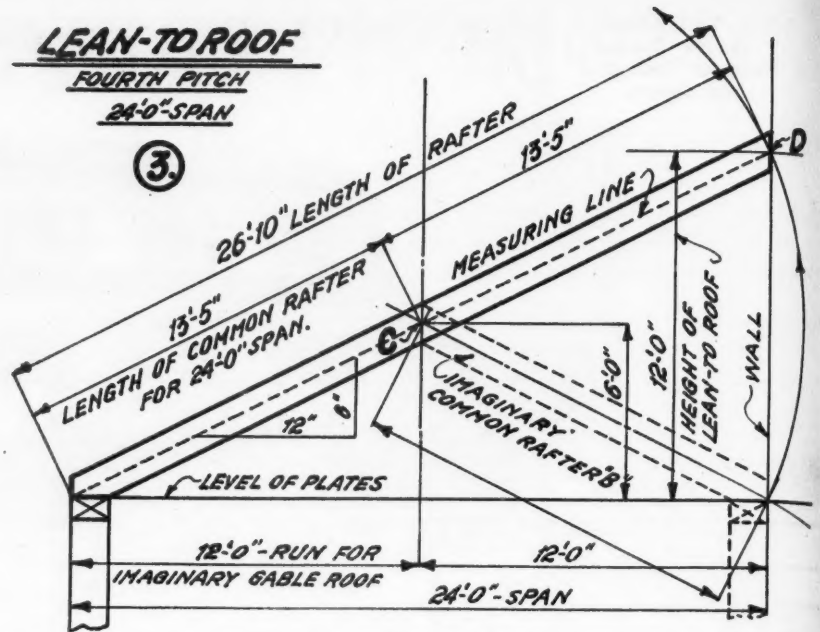 LEAN-TO ROOF
FOURTH PITCH
24'-0"-SPAN
3.
26'-10" LENGTH OF RAFTER
13'-5"
D
MEASURING LINE
13'-5"
LENGTH OF COMMON RAFTER
FOR 24'-0" SPAN.
C
12"
6"
IMAGINARY
COMMON RAFTER "B"
6'-0"
12'-0"
HEIGHT OF
LEAN-TO ROOF
WALL
LEVEL OF PLATES
12'-0"-RUN FOR
IMAGINARY GABLE ROOF
12'-0"
24'-0"-SPAN